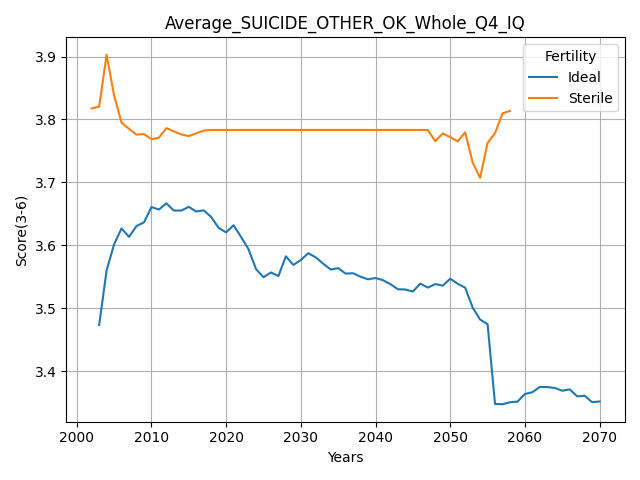 Average_SUICIDE_OTHER_OK_Whole_Q4_IQ
Fertility
Ideal
Sterile
Score(3-6)
3.9
3.8
3.7
3.6
3.5
3.4
2000 2010 2020 2030 2040 2050 2060 2070
Years